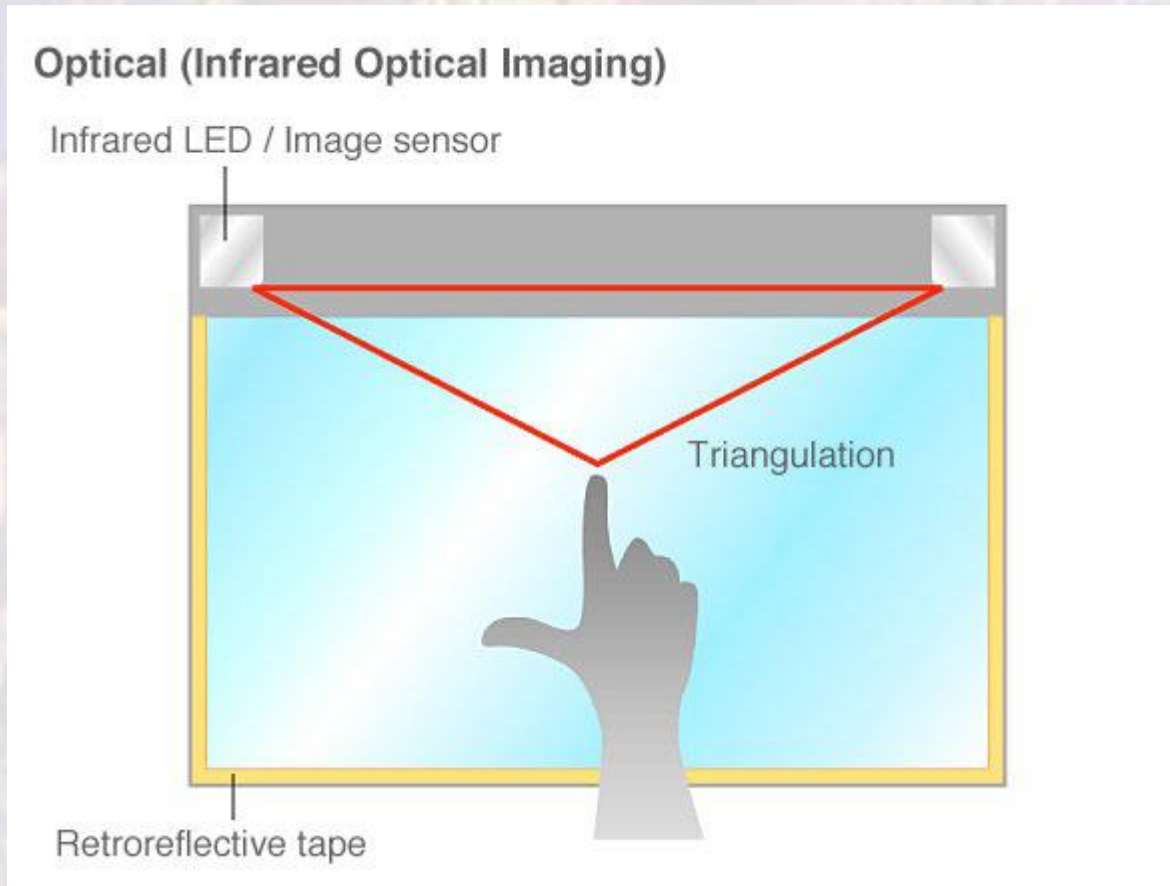 Optical (Infrared Optical Imaging)
Infrared LED / Image sensor
Triangulation
Retroreflective tape